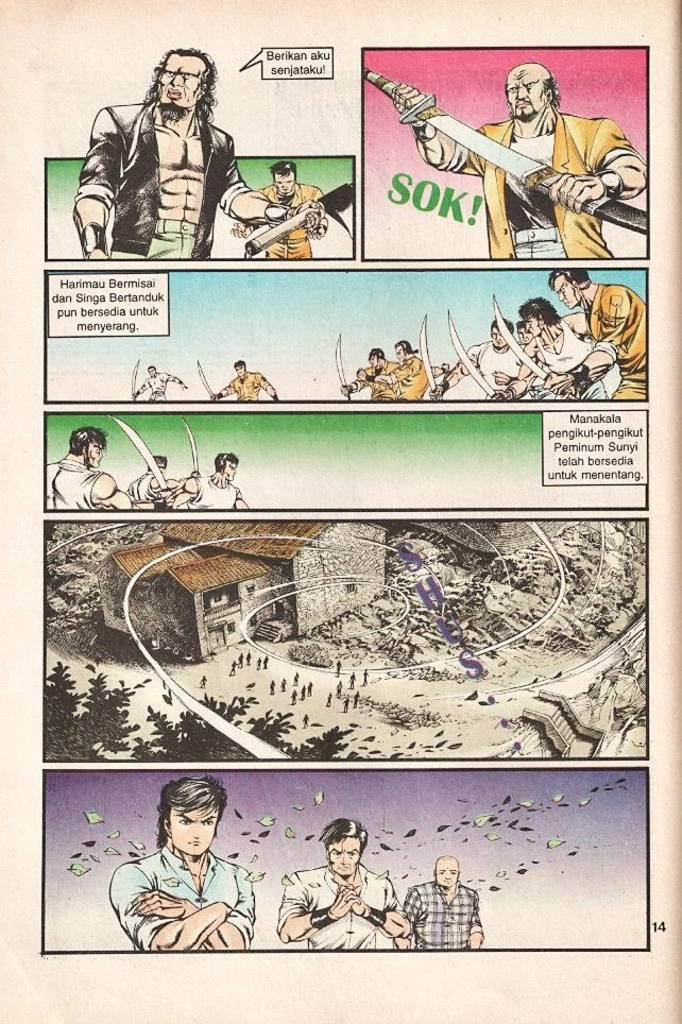 Berikan aku
senjataku!
SOK!
Harimau Bermisai
dan Singa Bertanduk
pun bersedia untuk
menyerang.
Manakala
pengikut-pengikut
Peminum Sunyi
telah bersedia
untuk menentang.
SHUS...
14